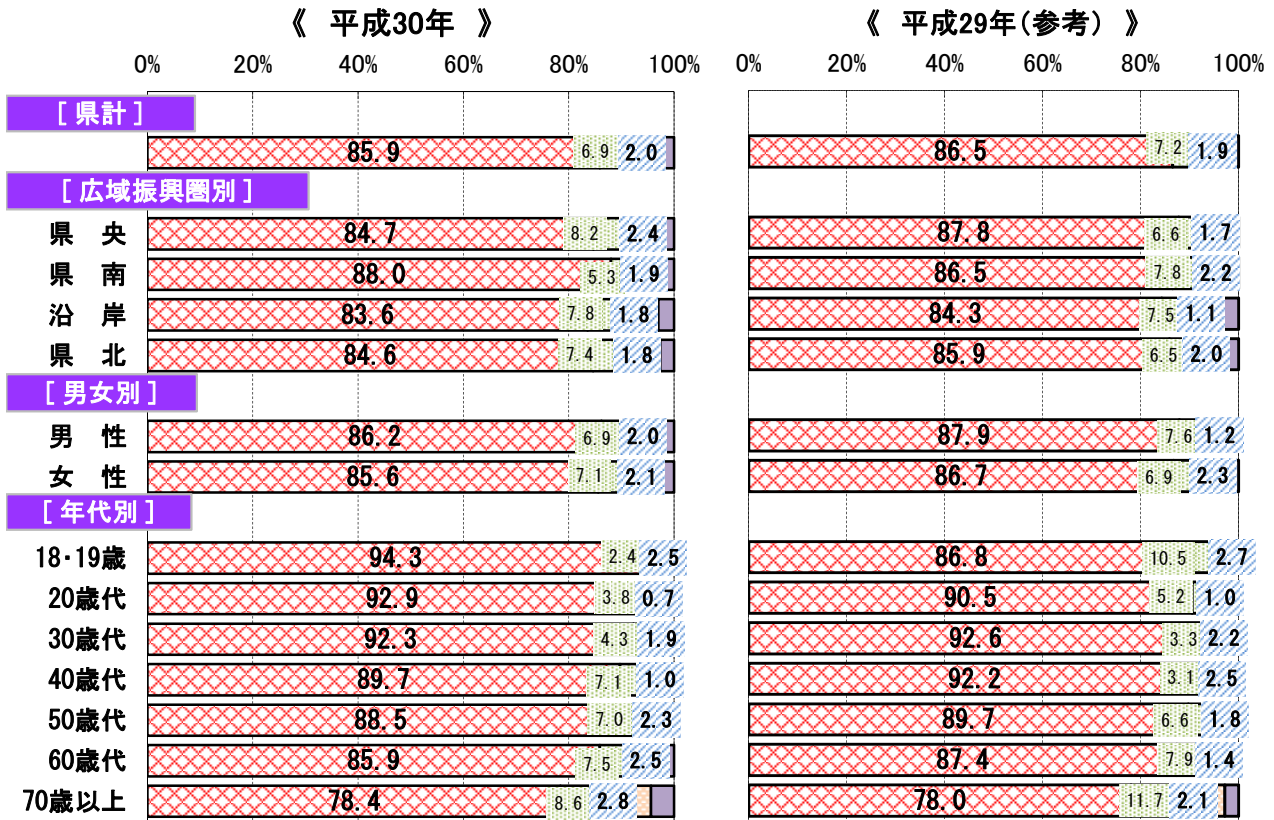 《 平成30年 》 《 平成29年(参考) 》
0% 20% 40% 60% 80% 100% 0% 20% 40% 60% 80% 100%
[ 県計 ]
85.9 6.9 2.0 86.5 7.2 1.9
[ 広域振興圏別 ]
県 央 84.7 8.2 2.4 87.8 6.6 1.7
県 南 88.0 5.3 1.9 86.5 7.8 2.2
沿 岸 83.6 7.8 1.8 84.3 7.5 1.1
県 北 84.6 7.4 1.8 85.9 6.5 2.0
[ 男女別 ]
男 性 86.2 6.9 2.0 87.9 7.6 1.2
女 性 85.6 7.1 2.1 86.7 6.9 2.3
[ 年代別 ]
18・19歳 94.3 2.4 2.5 86.8 10.5 2.7
20歳代 92.9 3.8 0.7 90.5 5.2 1.0
30歳代 92.3 4.3 1.9 92.6 3.3 2.2
40歳代 89.7 7.1 1.0 92.2 3.1 2.5
50歳代 88.5 7.0 2.3 89.7 6.6 1.8
60歳代 85.9 7.5 2.5 87.4 7.9 1.4
70歳以上 78.4 8.6 2.8 78.0 11.7 2.1